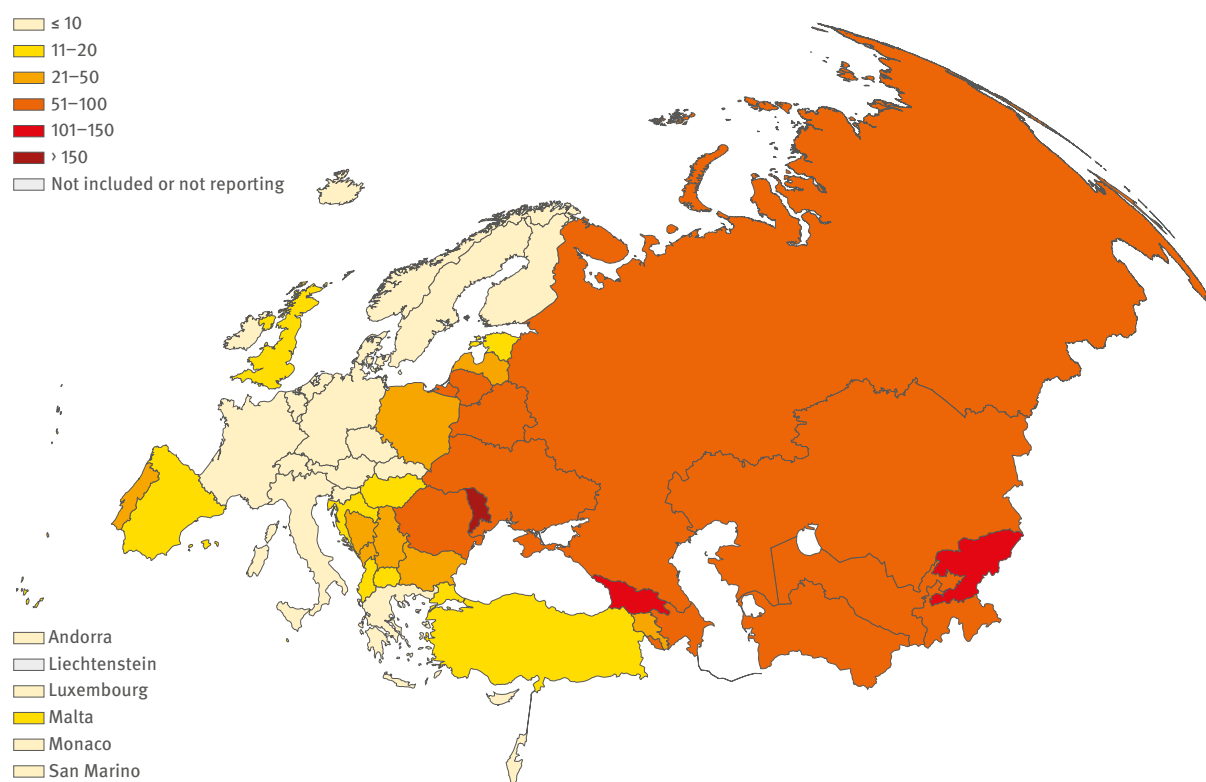 ≤ 10
11–20
21–50
51–100
101–150
› 150
Not included or not reporting
Andorra
Liechtenstein
Luxembourg
Malta
Monaco
San Marino